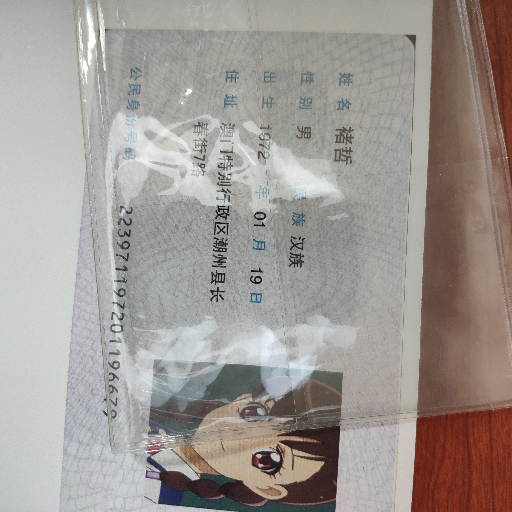 姓名 褚哲
性别 男 民族 汉族
出生 1972 年 01 月 19 日
住址 澳门特别行政区潮州县长
春街7路
公民身份号码